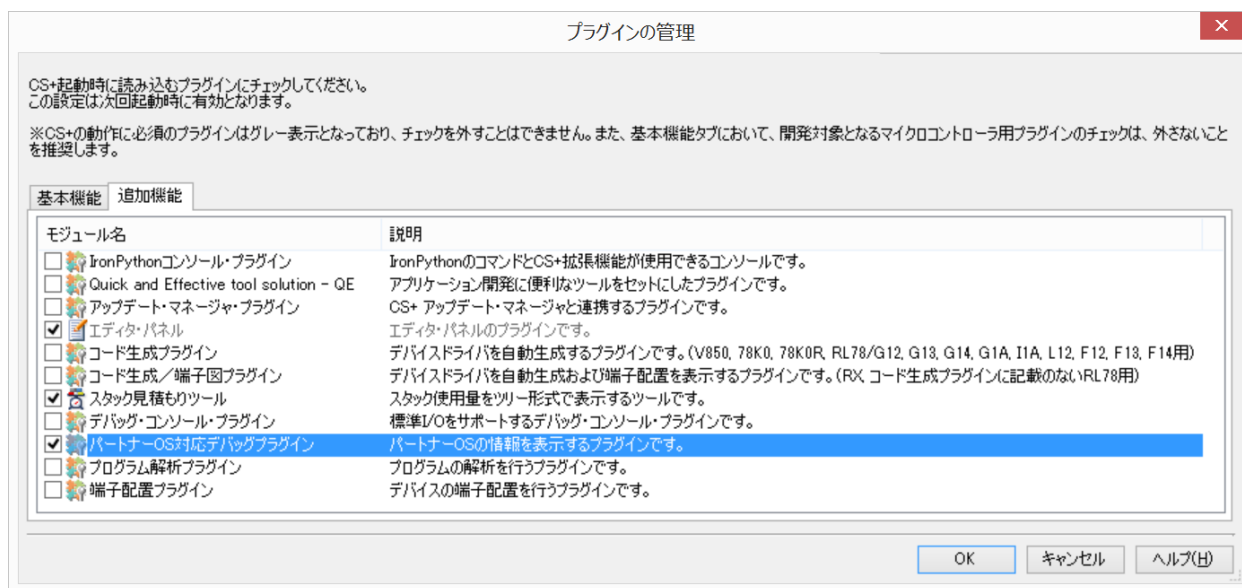 プラグインの管理
CS+起動時に読み込むプラグインにチェックしてください。
この設定は次回起動時に有効となります。
※CS+の動作に必須のプラグインはグレー表示となっており、チェックを外すことはできません。また、基本機能タブにおいて、開発対象となるマイクロコントローラ用プラグインのチェックは、外さないこと
を推奨します。
基本機能 追加機能
モジュール名 説明
IronPythonコンソール・プラグイン IronPythonのコマンドとCS+拡張機能が使用できるコンソールです。
Quick and Effective tool solution - QE アプリケーション開発に便利なツールをセットにしたプラグインです。
アップデート・マネージャ・プラグイン CS+ アップデート・マネージャと連携するプラグインです。
エディタ・パネル エディタ・パネルのプラグインです。
コード生成プラグイン デバイスドライバを自動生成するプラグインです。(V850, 78K0, 78K0R, RL78/G12, G13, G14, G1A, I1A, L12, F12, F13, F14用)
コード生成／端子図プラグイン デバイスドライバを自動生成および端子配置を表示するプラグインです。(RX, コード生成プラグインに記載のないRL78用)
スタック見積もりツール スタック使用量をツリー形式で表示するツールです。
デバッグ・コンソール・プラグイン 標準I/Oをサポートするデバッグ・コンソール・プラグインです。
パートナーOS対応デバッグプラグイン パートナーOSの情報を表示するプラグインです。
プログラム解析プラグイン プログラムの解析を行うプラグインです。
端子配置プラグイン デバイスの端子配置を行うプラグインです。
OK キャンセル ヘルプ(H)